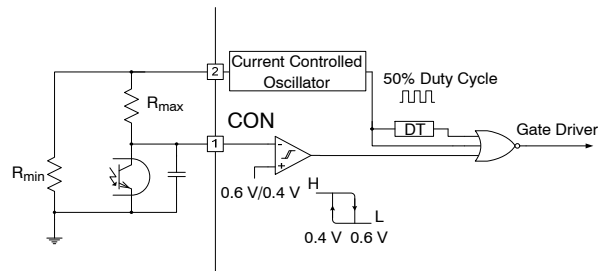 2
Current Controlled
Oscillator
50% Duty Cycle
Rmax
CON
DT
Gate Driver
1
-
+
Rmin
0.6 V/0.4 V
H
L
0.4 V 0.6 V